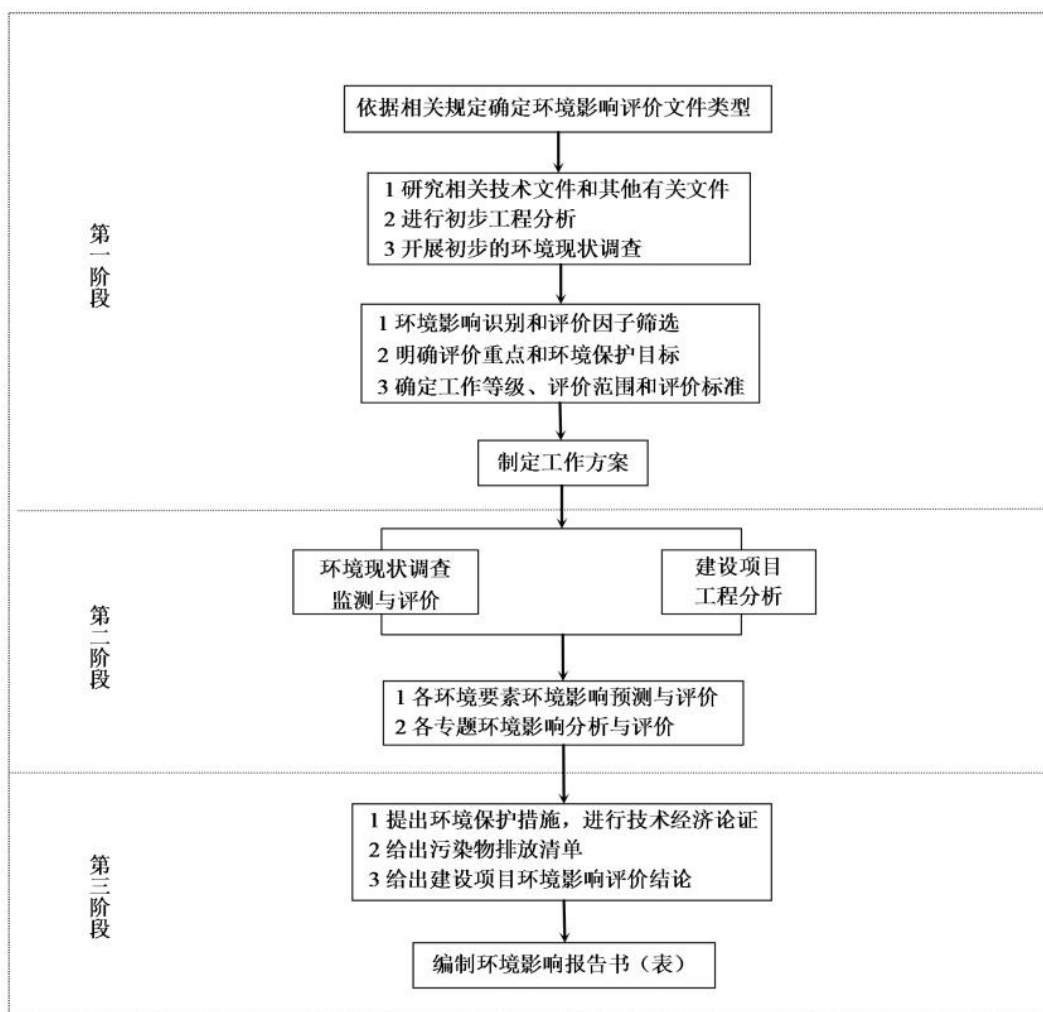 依据相关规定确定环境影响评价文件类型
1 研究相关技术文件和其他有关文件
2 进行初步工程分析
3 开展初步的环境现状调查
第一阶段
1 环境影响识别和评价因子筛选
2 明确评价重点和环境保护目标
3 确定工作等级、评价范围和评价标准
制定工作方案
第二阶段
环境现状调查
监测与评价
建设项目
工程分析
1 各环境要素环境影响预测与评价
2 各专题环境影响分析与评价
第三阶段
1 提出环境保护措施，进行技术经济论证
2 给出污染物排放清单
3 给出建设项目环境影响评价结论
编制环境影响报告书（表）